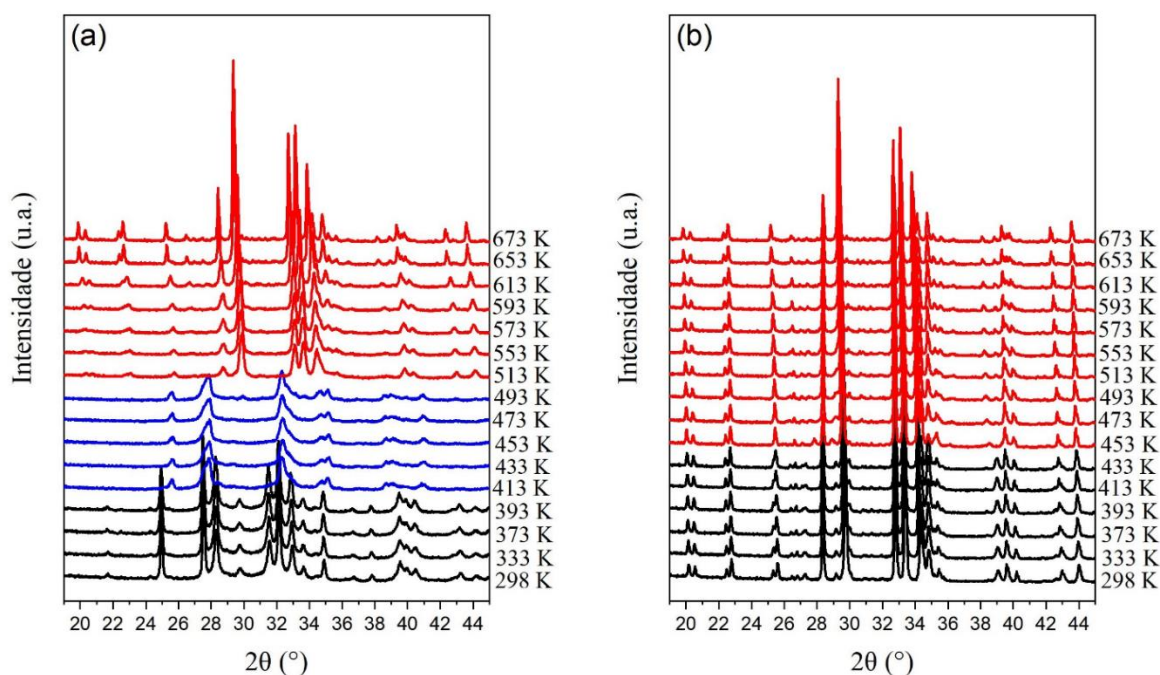 (a)
Intensidade (u.a.)
673 K
653 K
613 K
593 K
573 K
553 K
513 K
493 K
473 K
453 K
433 K
413 K
393 K
373 K
333 K
298 K
20 22 24 26 28 30 32 34 36 38 40 42 44
2θ (°)
(b)
Intensidade (u.a.)
673 K
653 K
613 K
593 K
573 K
553 K
513 K
493 K
473 K
453 K
433 K
413 K
393 K
373 K
333 K
298 K
20 22 24 26 28 30 32 34 36 38 40 42 44
2θ (°)